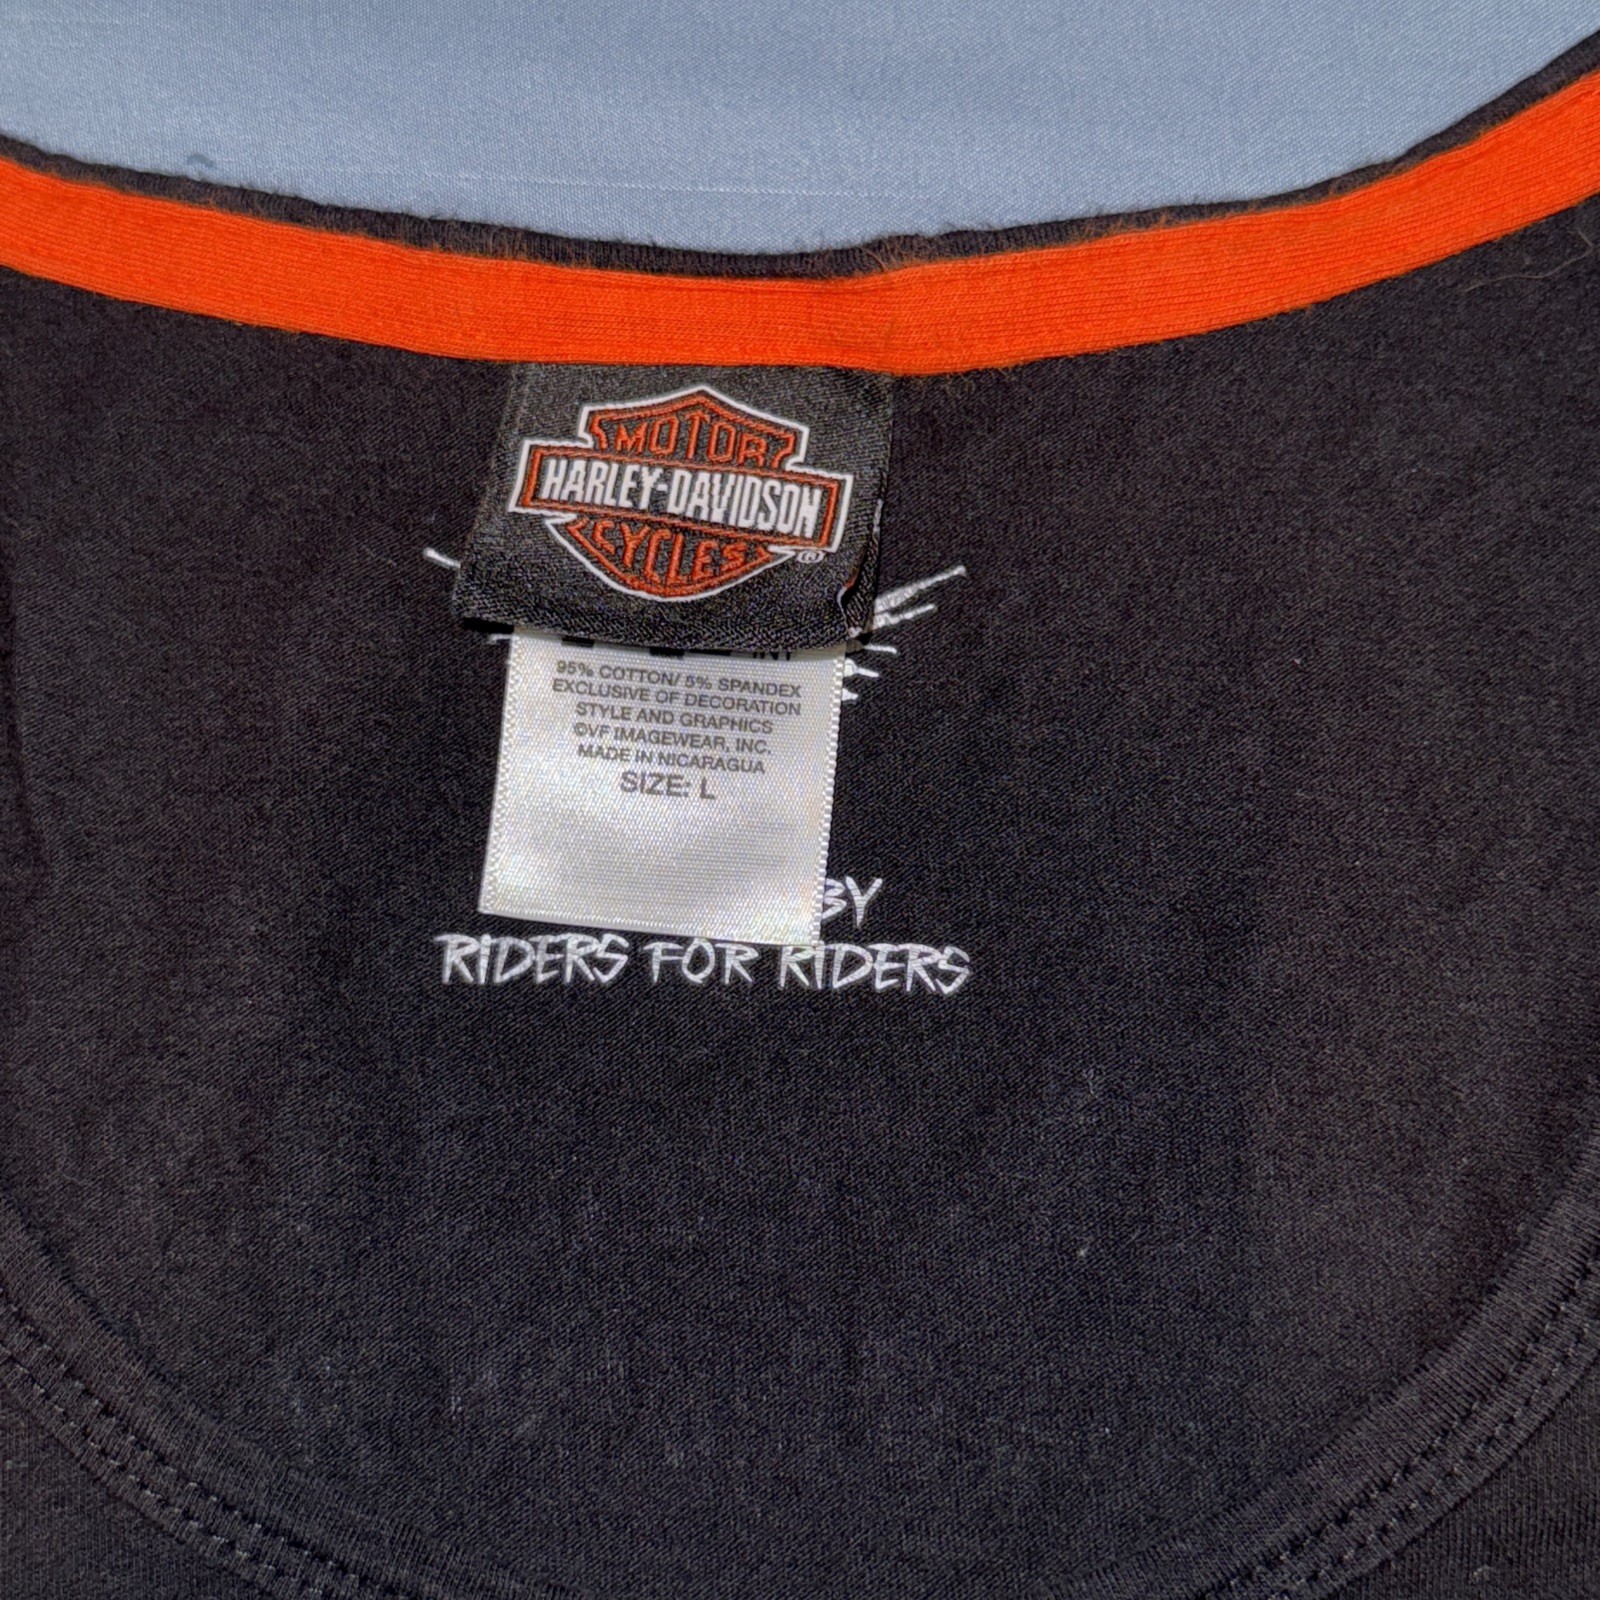 MOTOR
HARLEY-DAVIDSON
CYCLES ®
95% COTTON/ 5% SPANDEX
EXCLUSIVE OF DECORATION
STYLE AND GRAPHICS
©VF IMAGEWEAR, INC.
MADE IN NICARAGUA
SIZE: L
BY
RIDERS FOR RIDERS